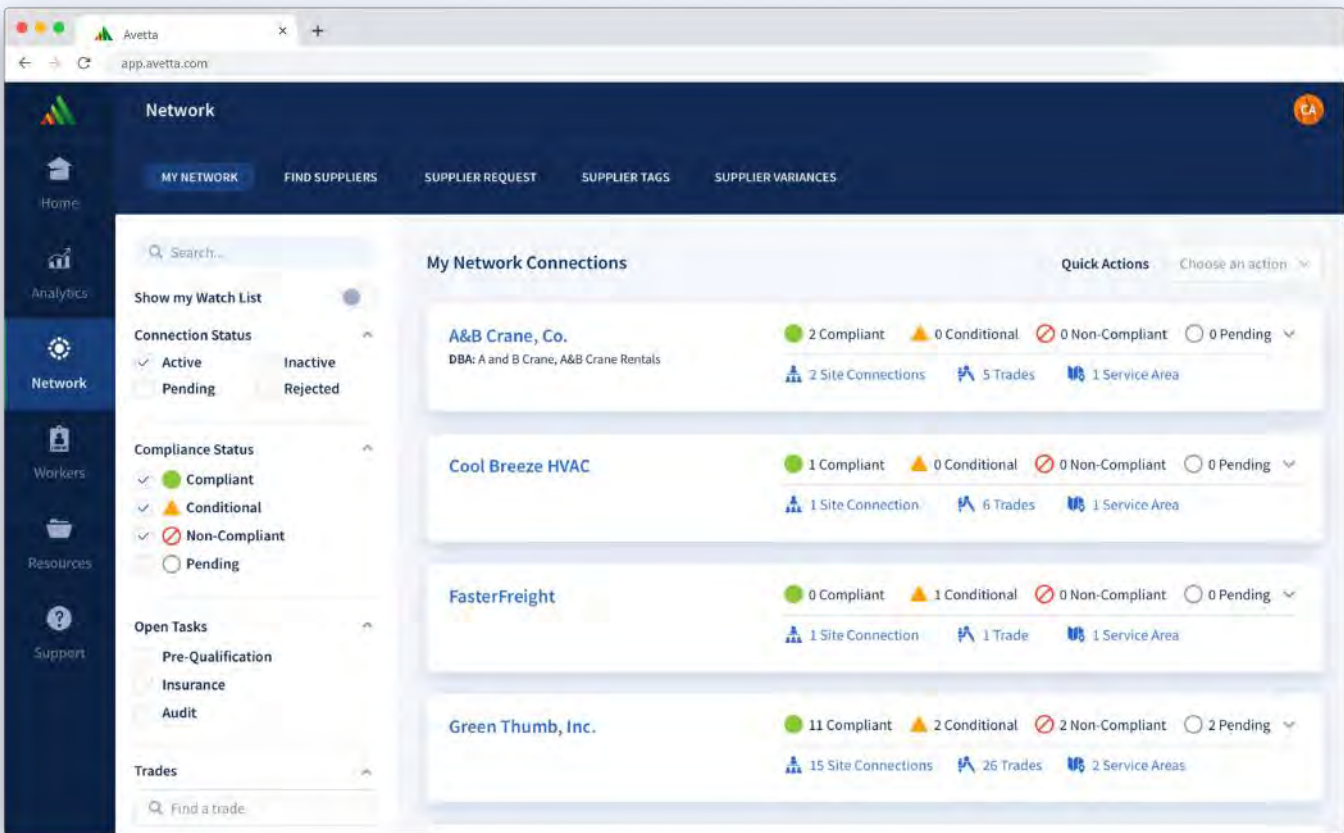 Avetta
app.avetta.com
Network
CA
MY NETWORK FIND SUPPLIERS SUPPLIER REQUEST SUPPLIER TAGS SUPPLIER VARIANCES
Home
Analytics
Network
Workers
Resources
Support
Search...
Show my Watch List
Connection Status
Active Inactive
Pending Rejected
Compliance Status
Compliant
Conditional
Non-Compliant
Pending
Open Tasks
Pre-Qualification
Insurance
Audit
Trades
Find a trade
My Network Connections Quick Actions Choose an action
A&B Crane, Co. 2 Compliant 0 Conditional 0 Non-Compliant 0 Pending
DBA: A and B Crane, A&B Crane Rentals
2 Site Connections 5 Trades 1 Service Area
Cool Breeze HVAC 1 Compliant 0 Conditional 0 Non-Compliant 0 Pending
1 Site Connection 6 Trades 1 Service Area
FasterFreight 0 Compliant 1 Conditional 0 Non-Compliant 0 Pending
1 Site Connection 1 Trade 1 Service Area
Green Thumb, Inc. 11 Compliant 2 Conditional 2 Non-Compliant 2 Pending
15 Site Connections 26 Trades 2 Service Areas